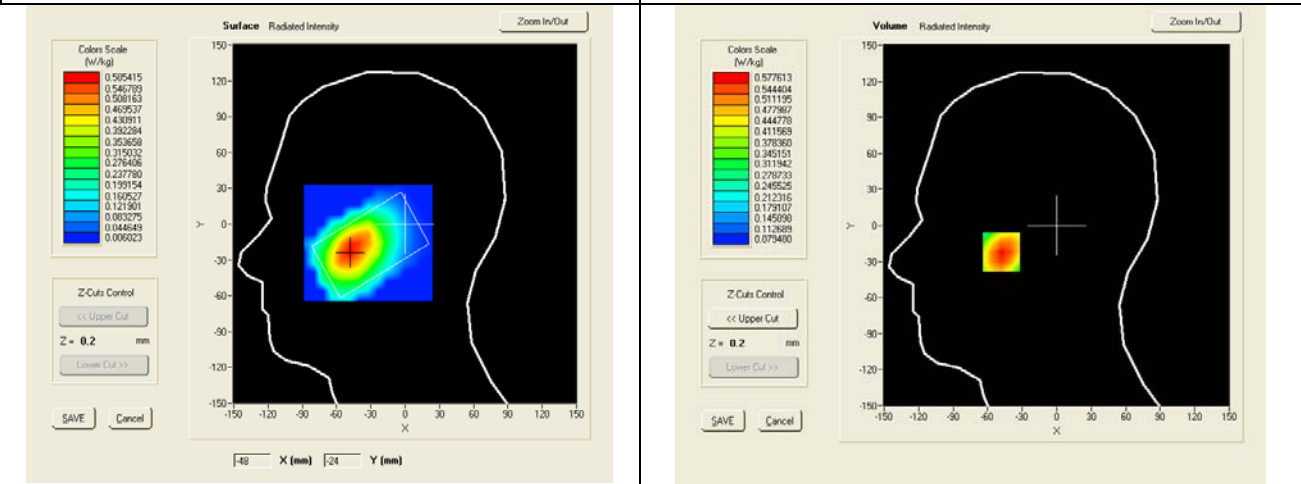 Surface Radiated Intensity
Zoom In/Out
Colors Scale
(W/kg)
0.585415
0.546789
0.508163
0.469537
0.430911
0.392284
0.353658
0.315032
0.276406
0.237780
0.199154
0.160527
0.121901
0.083275
0.044649
0.006023
Z-Cuts Control
<< Upper Cut
Z = 0.2 mm
Lower Cut >>
SAVE Cancel
150
120
90
60
30
0
-30
-60
-90
-120
-150
Y
-150 -120 -90 -60 -30 0 30 60 90 120 150
X
-48 X (mm) -24 Y (mm)
Volume Radiated Intensity
Zoom In/Out
Colors Scale
(W/kg)
0.577613
0.544404
0.511195
0.477987
0.444778
0.411569
0.378360
0.345151
0.311942
0.278733
0.245525
0.212316
0.179107
0.145898
0.112689
0.079480
Z-Cuts Control
<< Upper Cut
Z = 0.2 mm
Lower Cut >>
SAVE Cancel
150
120
90
60
30
0
-30
-60
-90
-120
-150
Y
-150 -120 -90 -60 -30 0 30 60 90 120 150
X